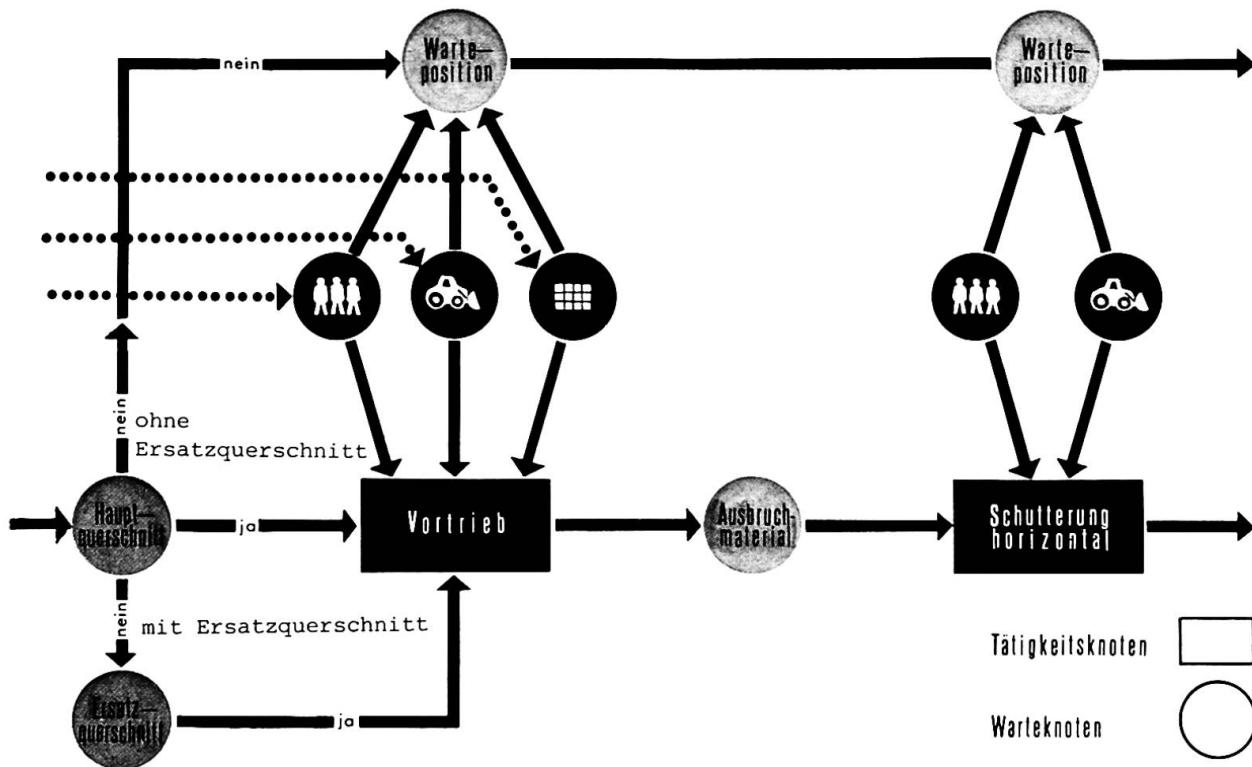 nein
Warte—
position
Warte—
position
nein
ohne
Ersatzquerschnitt
Haupt—
querschnitt
ja
Vortrieb
Ausbruch-
material
Schutterung
horizontal
nein
mit Ersatzquerschnitt
Ersatz—
querschnitt
ja
Tätigkeitsknoten
Warteknoten